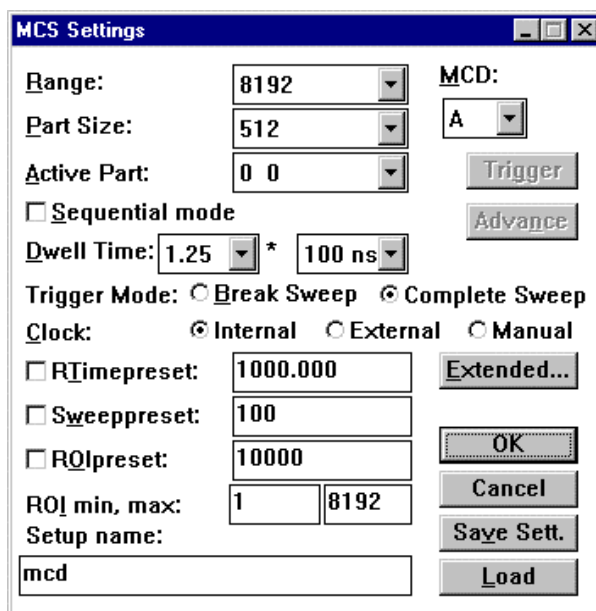 MCS Settings
Range: 8192 MCD:
Part Size: 512 A
Active Part: 0 0 Trigger
Sequential mode Advance
Dwell Time: 1.25 * 100 ns
Trigger Mode: Break Sweep Complete Sweep
Clock: Internal External Manual
RTimepreset: 1000.000 Extended...
Sweeppreset: 100
ROIpreset: 10000 OK
ROI min, max: 1 8192 Cancel
Setup name: Save Sett.
mcd Load